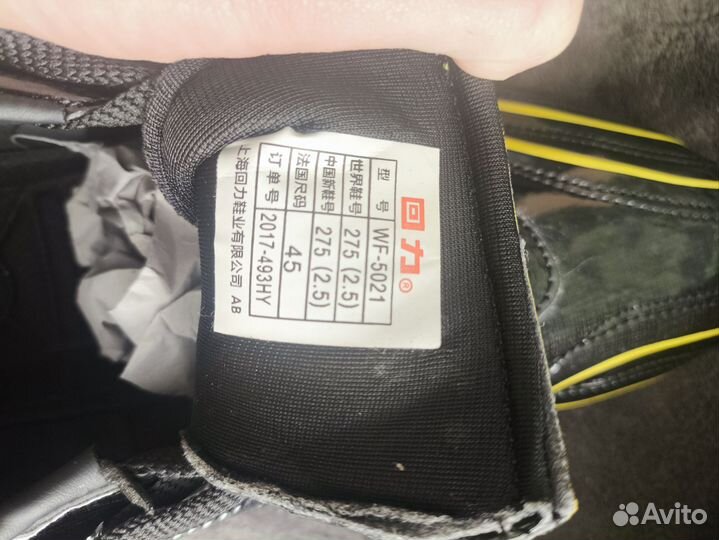 回力®
型 号 WF-5021
世界鞋号 275 (2.5)
中国新鞋号 275 (2.5)
法国尺码 45
订 单 号 2017-493HY
上海回力鞋业有限公司 AB
Avito